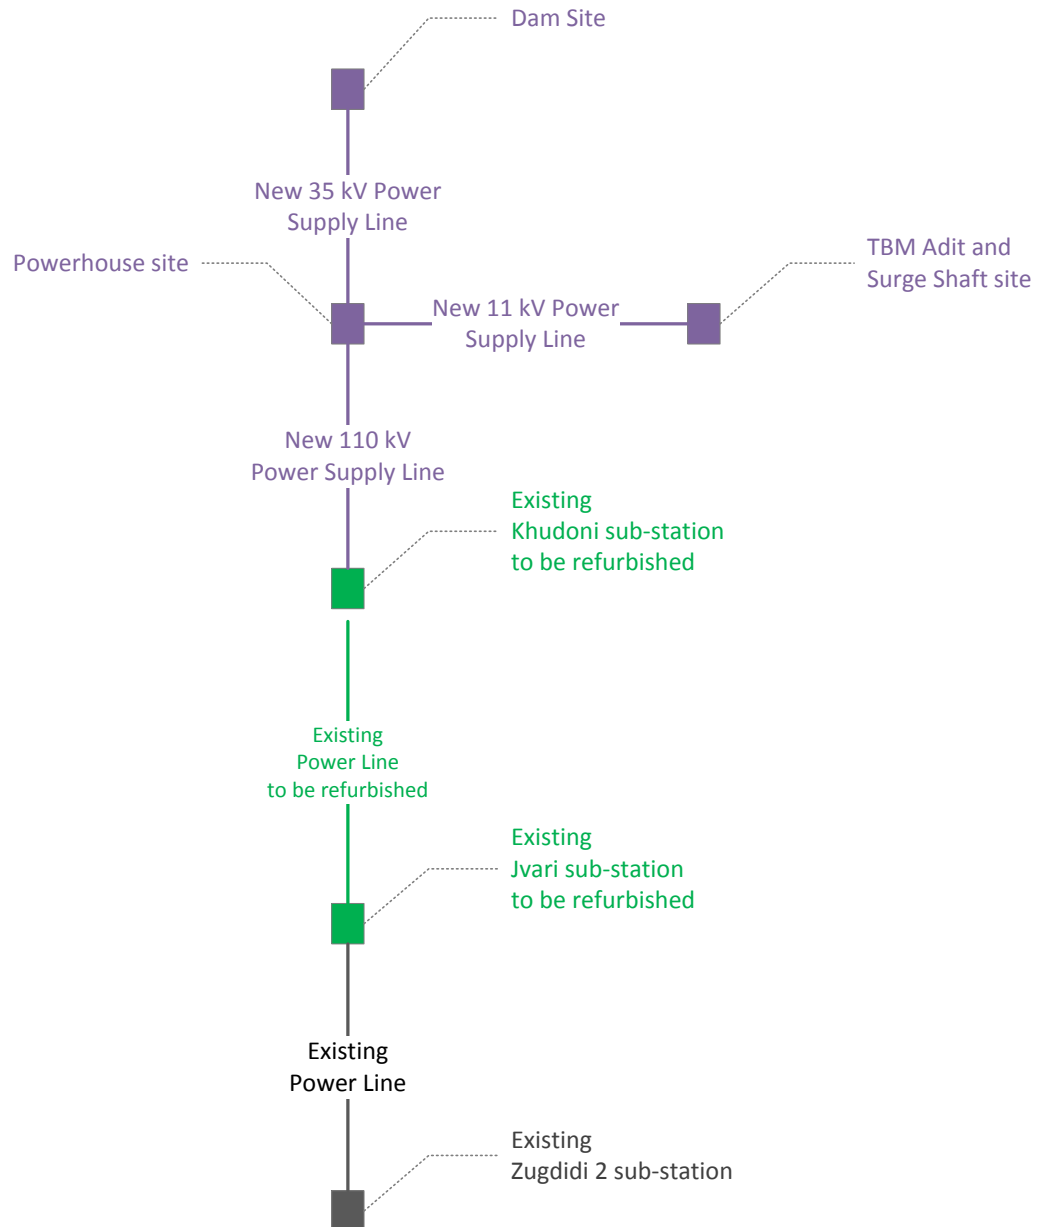 Dam Site
New 35 kV Power
Supply Line
Powerhouse site
TBM Adit and
Surge Shaft site
New 11 kV Power
Supply Line
New 110 kV
Power Supply Line
Existing
Khudoni sub-station
to be refurbished
Existing
Power Line
to be refurbished
Existing
Jvari sub-station
to be refurbished
Existing
Power Line
Existing
Zugdidi 2 sub-station